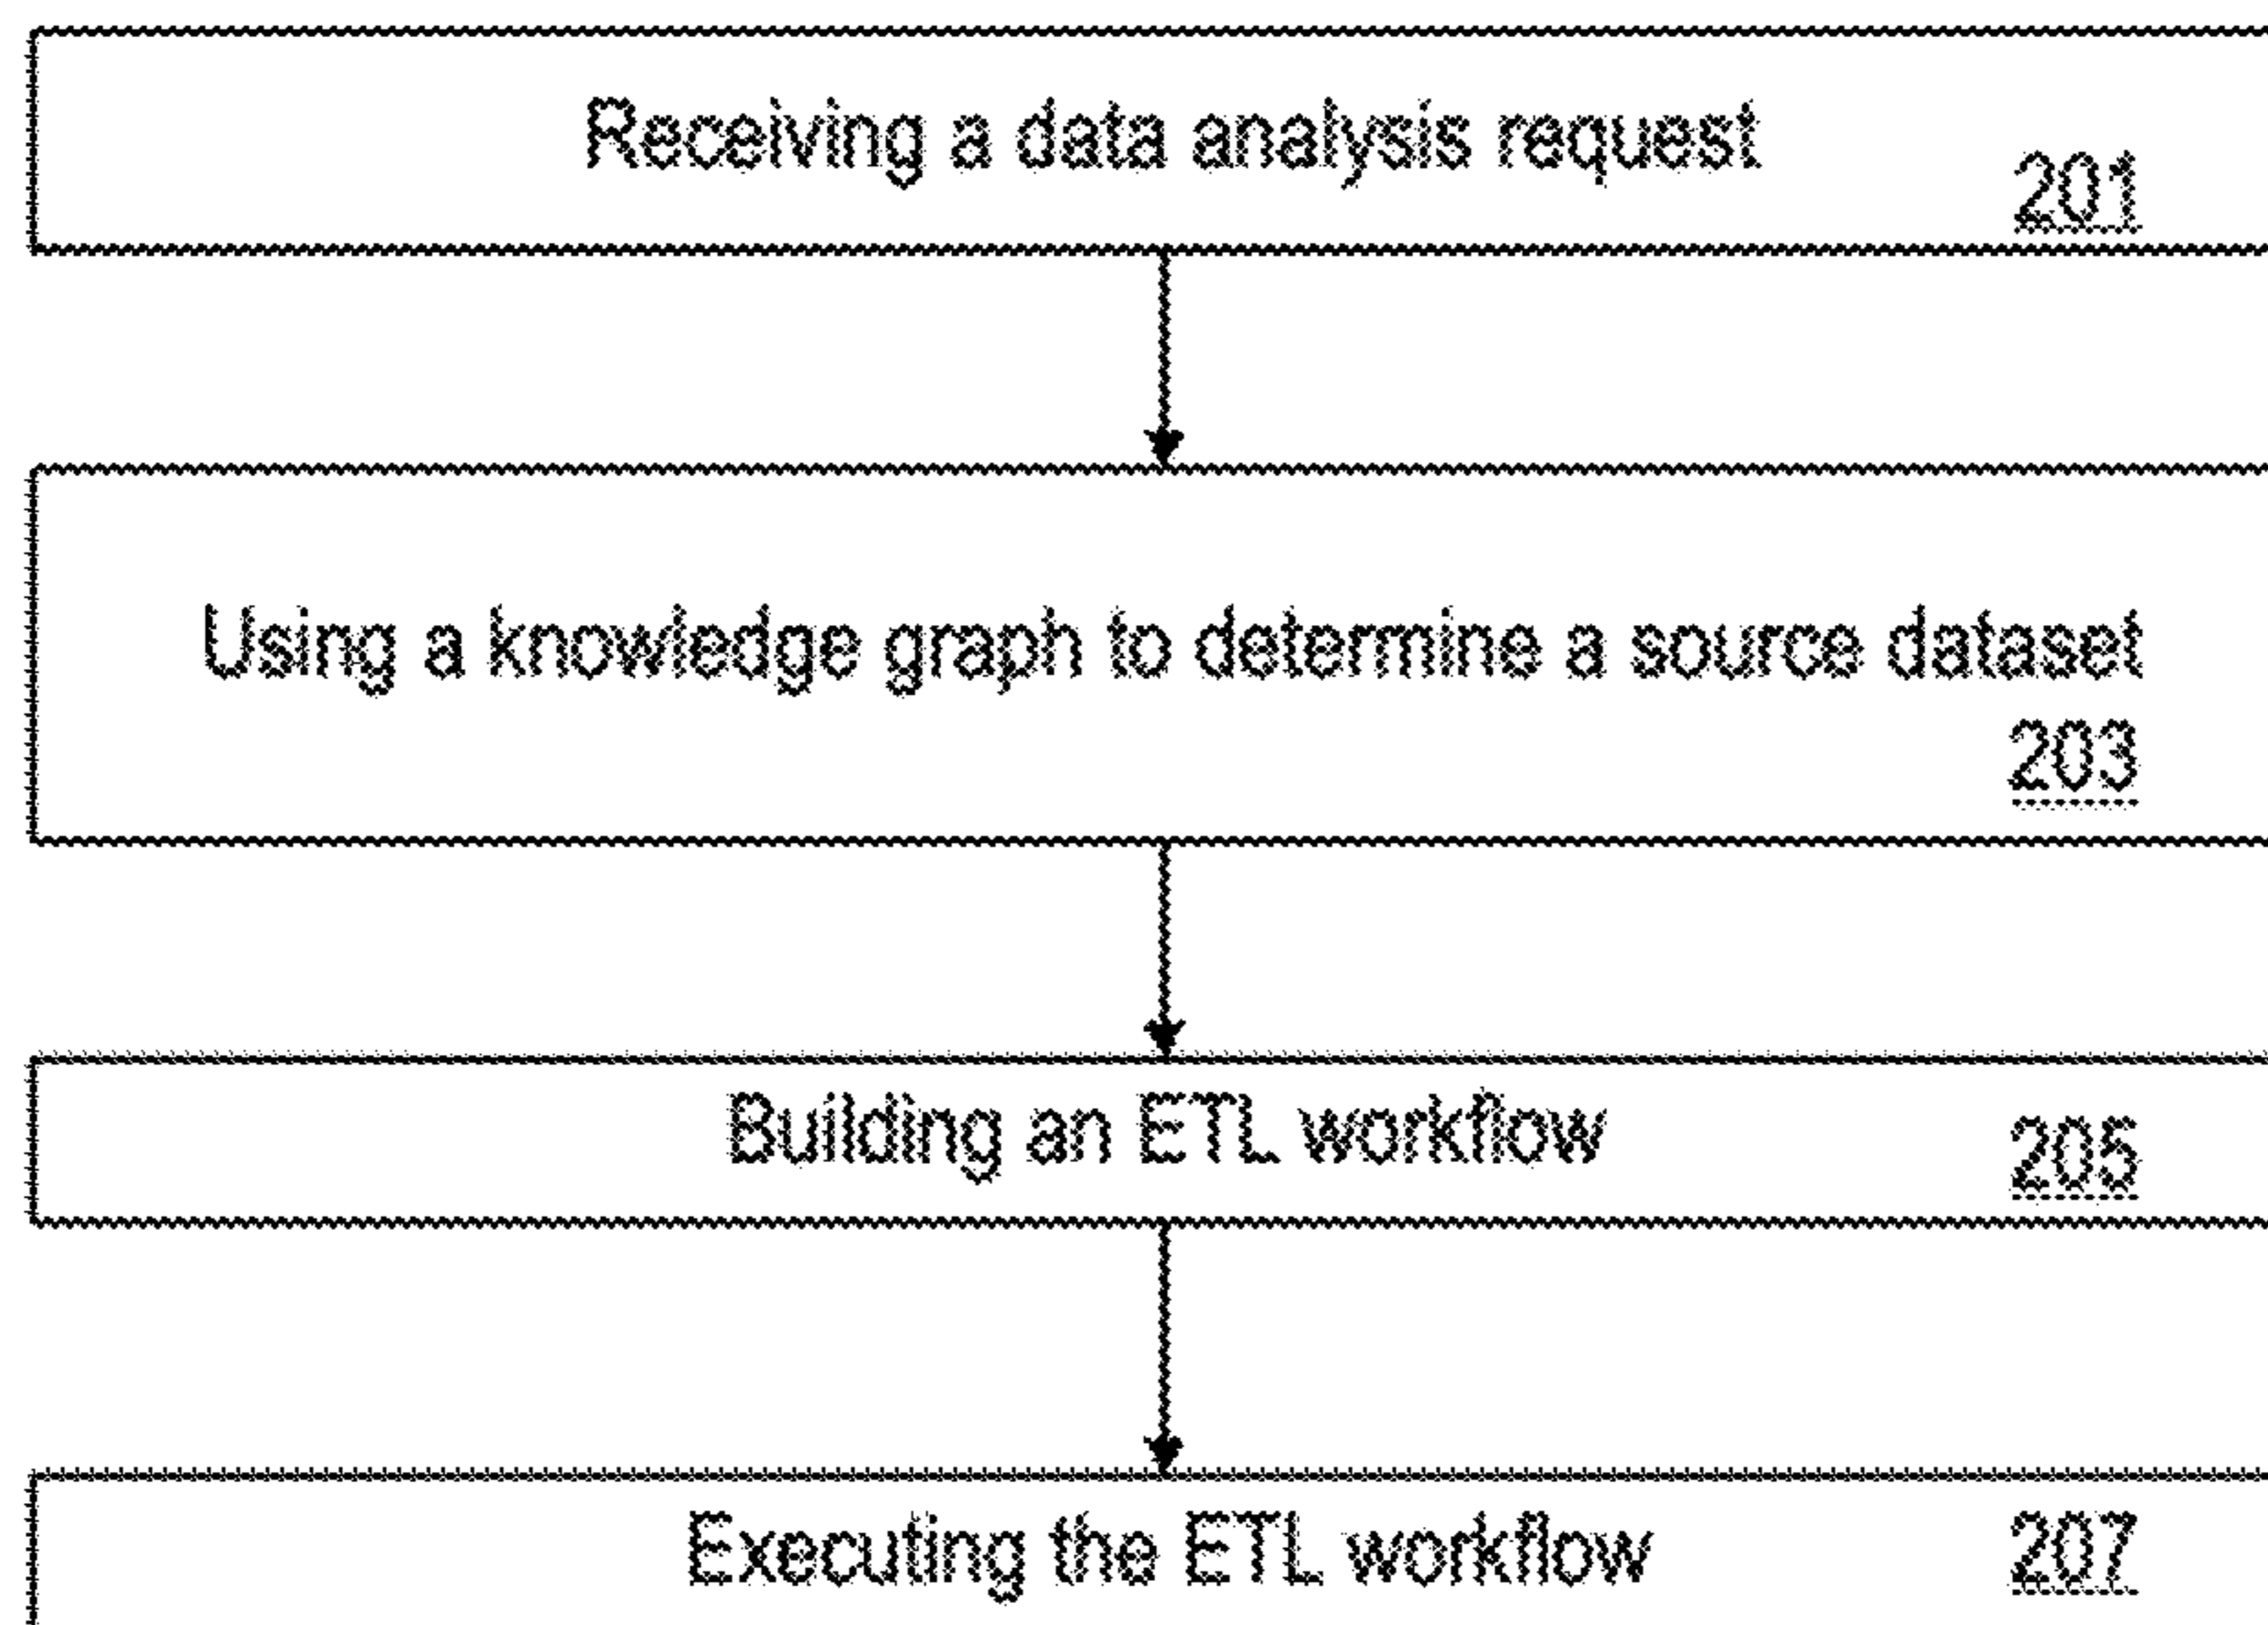 Receiving a data analysis request
201
Using a knowledge graph to determine a source dataset
203
Building an ETL workflow
205
Executing the ETL workflow
207